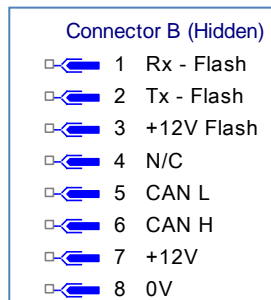 Connector B (Hidden)
1 Rx - Flash
2 Tx - Flash
3 +12V Flash
4 N/C
5 CAN L
6 CAN H
7 +12V
8 0V